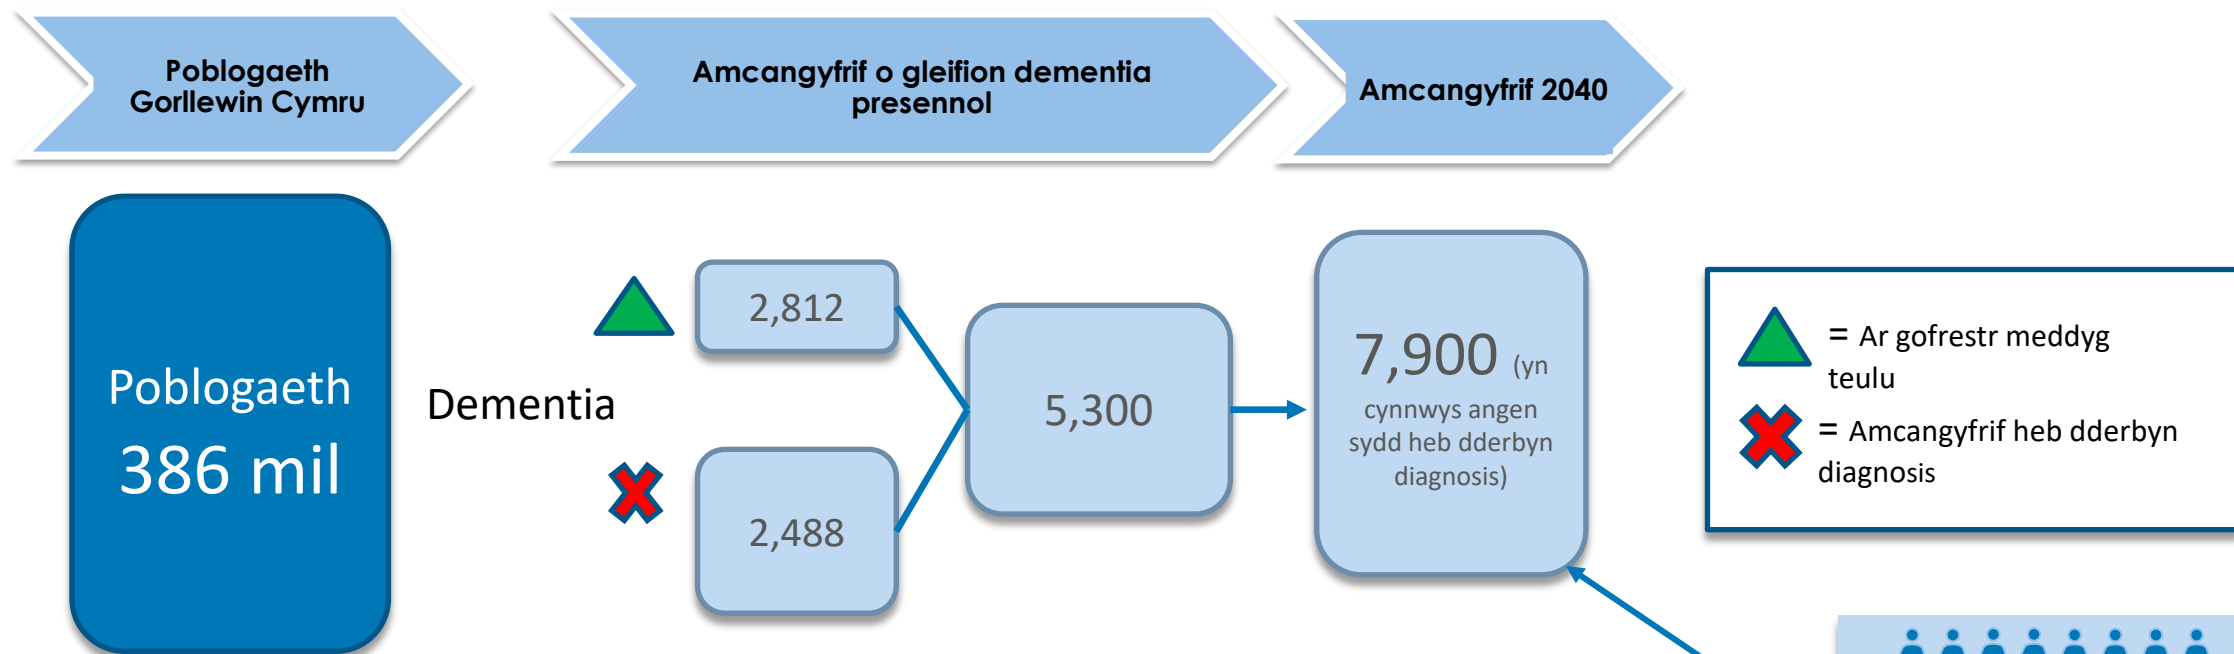 Poblogaeth
Gorllewin Cymru
Amcangyfrif o gleifion dementia
presennol
Amcangyfrif 2040
Poblogaeth
386 mil
Dementia
2,812
2,488
5,300
7,900 (yn
cynnwys angen
sydd heb dderbyn
diagnosis)
= Ar gofrestr meddyg
teulu
= Amcangyfrif heb dderbyn
diagnosis